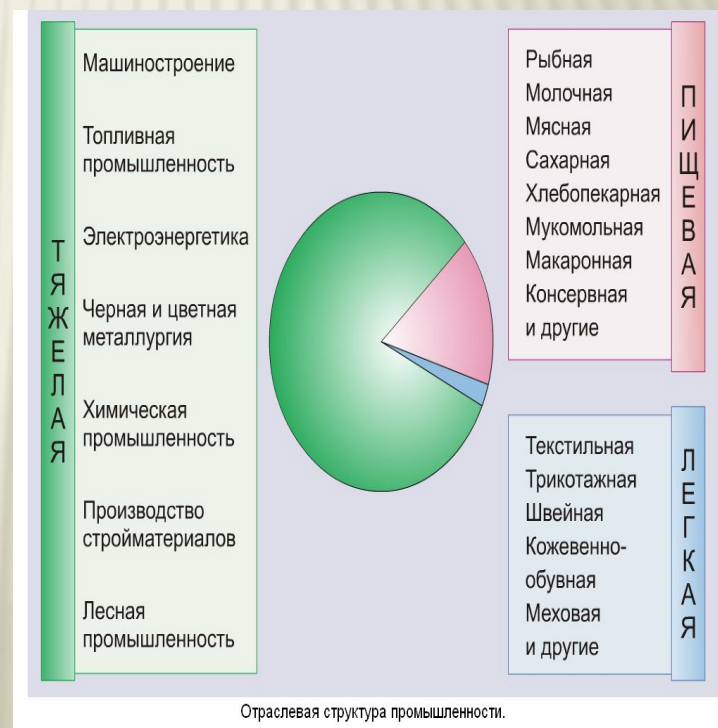 ТЯЖЕЛАЯ
Машиностроение
Топливная
промышленность
Электроэнергетика
Черная и цветная
металлургия
Химическая
промышленность
Производство
стройматериалов
Лесная
промышленность
Рыбная
Молочная
Мясная
Сахарная
Хлебопекарная
Мукомольная
Макаронная
Консервная
и другие
ПИЩЕВАЯ
Текстильная
Трикотажная
Швейная
Кожевенно-
обувная
Меховая
и другие
ЛЕГКАЯ
Отраслевая структура промышленности.